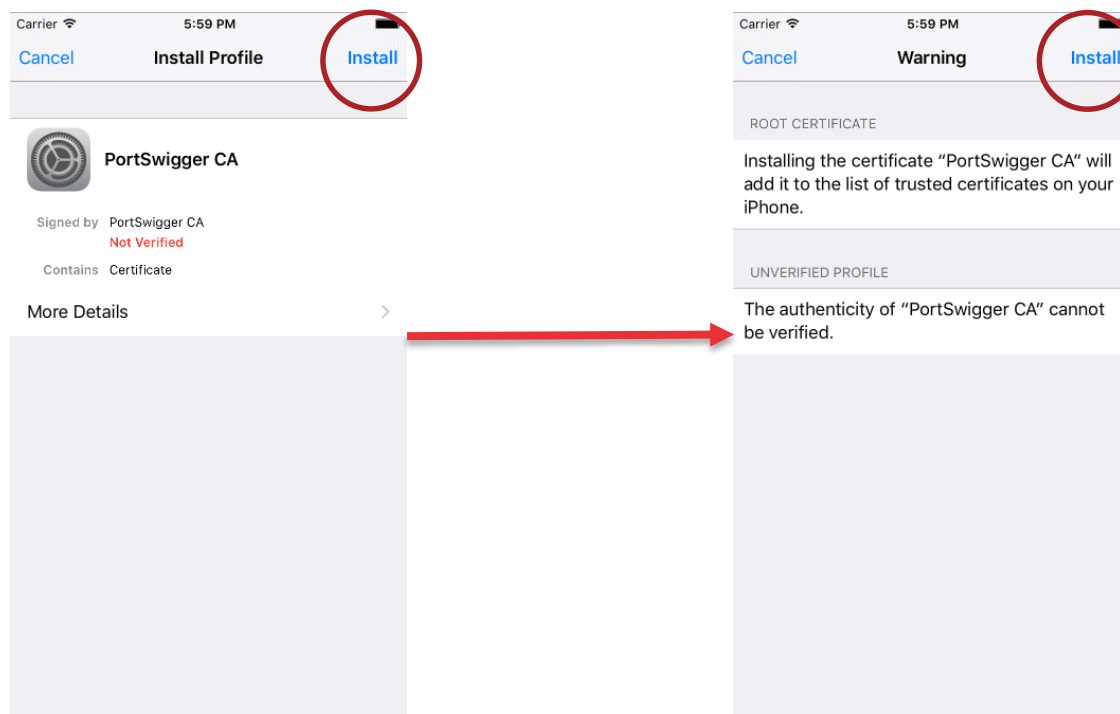 Carrier 5:59 PM
Cancel Install Profile Install
PortSwigger CA
Signed by PortSwigger CA
Not Verified
Contains Certificate
More Details
Carrier 5:59 PM
Cancel Warning Install
ROOT CERTIFICATE
Installing the certificate “PortSwigger CA” will
add it to the list of trusted certificates on your
iPhone.
UNVERIFIED PROFILE
The authenticity of “PortSwigger CA” cannot
be verified.